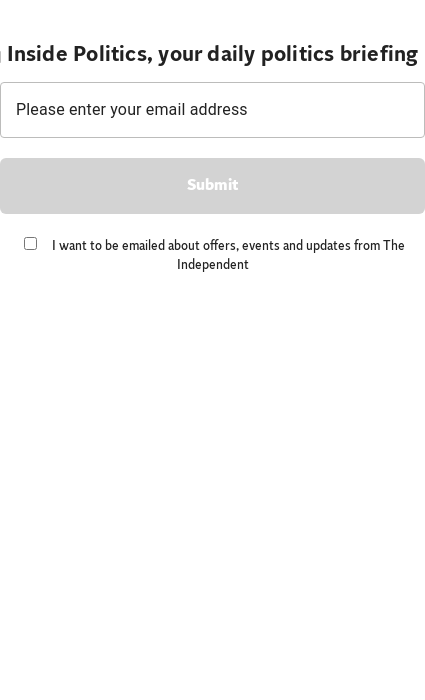 Inside Politics, your daily politics briefing
Please enter your email address
Submit
I want to be emailed about offers, events and updates from The
Independent